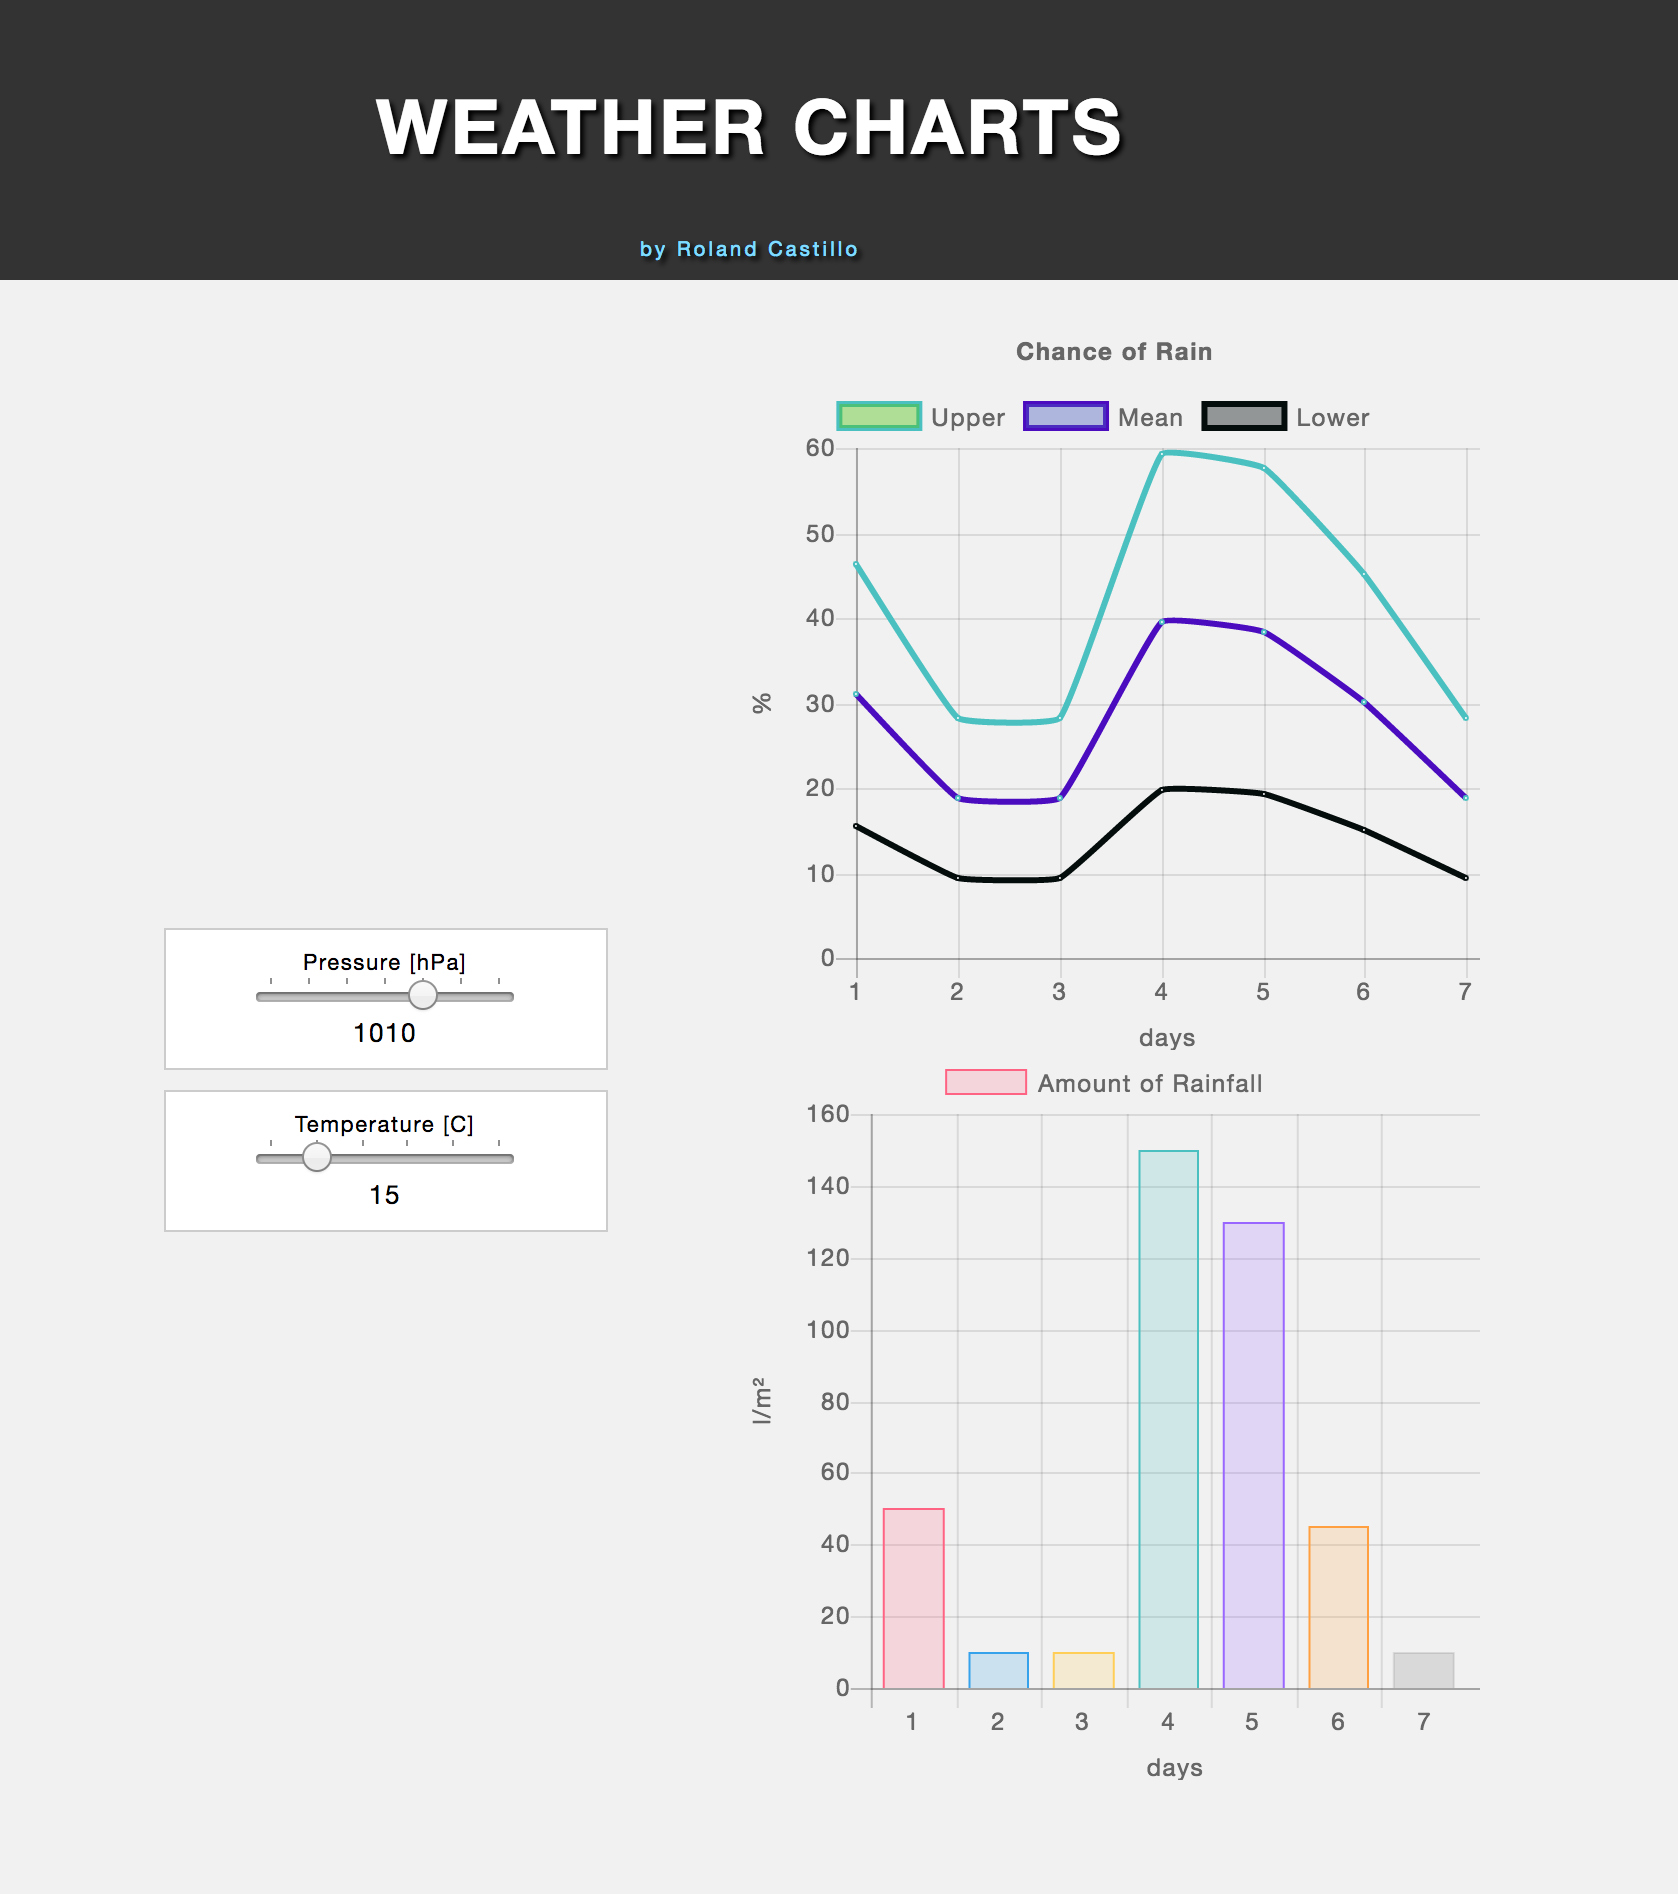 WEATHER CHARTS
by Roland Castillo
Pressure [hPa]
1010
Temperature [C]
15
Chance of Rain
Upper Mean Lower
60
50
40
30
20
10
0
%
1 2 3 4 5 6 7
days
Amount of Rainfall
160
140
120
100
80
60
40
20
0
l/m²
1 2 3 4 5 6 7
days